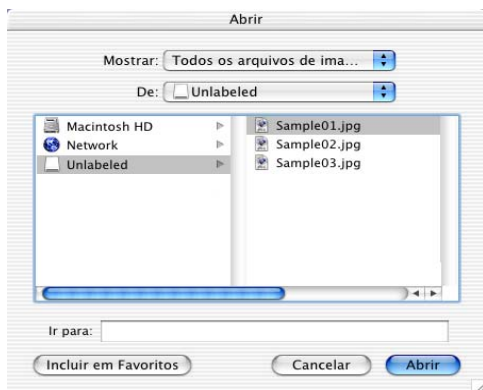 Abrir
Mostrar: Todos os arquivos de ima...
De: Unlabeled
Macintosh HD
Network
Unlabeled
Sample01.jpg
Sample02.jpg
Sample03.jpg
Ir para:
Incluir em Favoritos Cancelar Abrir